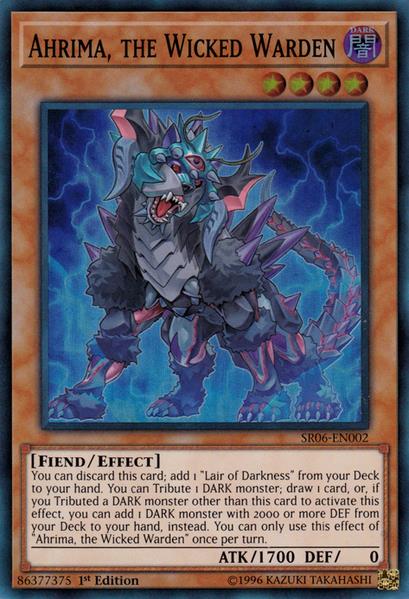 AHRIMA, THE WICKED WARDEN
DARK
闇
SR06-EN002
[FIEND/EFFECT]
You can discard this card; add 1 "Lair of Darkness" from your Deck
to your hand. You can Tribute 1 DARK monster; draw 1 card, or, if
you Tributed a DARK monster other than this card to activate this
effect, you can add 1 DARK monster with 2000 or more DEF from
your Deck to your hand, instead. You can only use this effect of
"Ahrima, the Wicked Warden" once per turn.
ATK/1700 DEF/ 0
86377375 1st Edition ©1996 KAZUKI TAKAHASHI